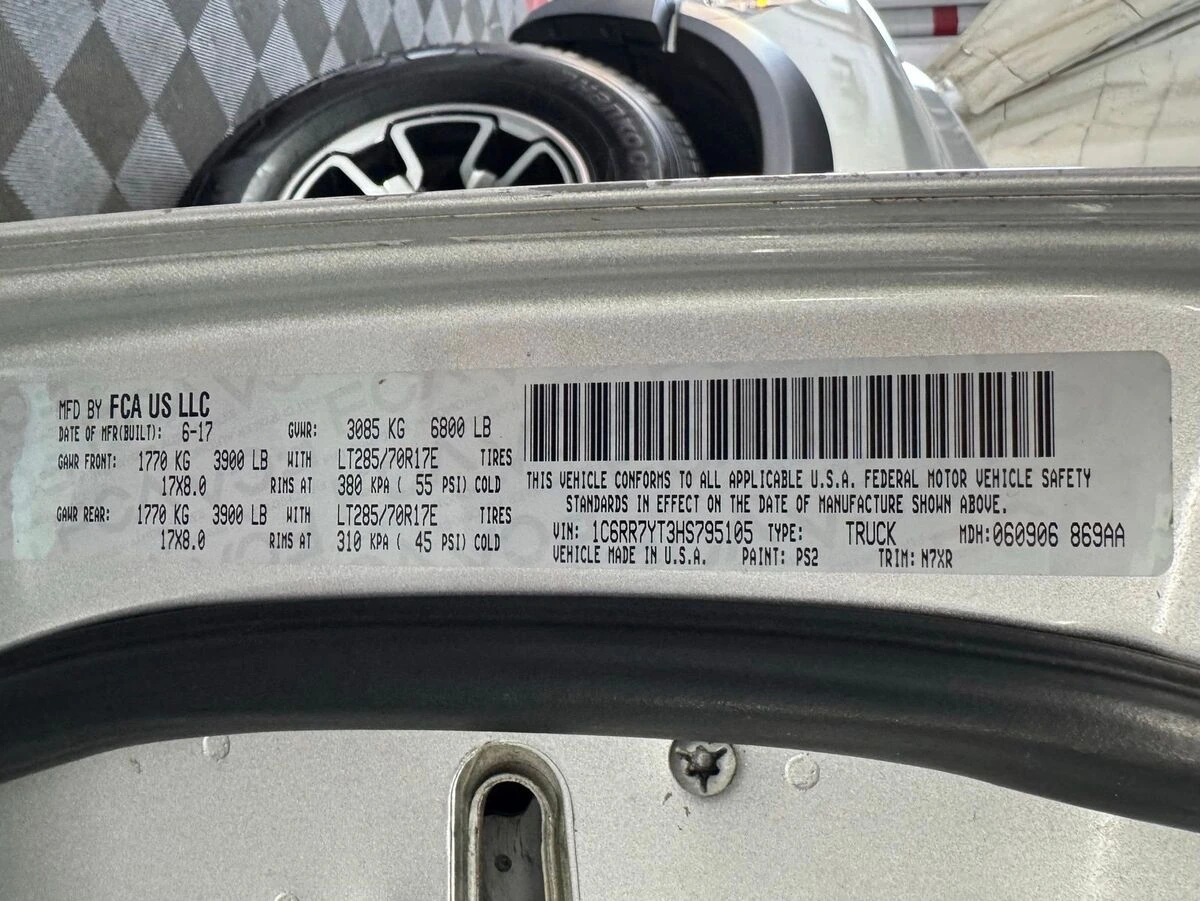 Hankook
MFD BY FCA US LLC
DATE OF MFR(BUILT): 6-17 GVWR: 3085 KG 6800 LB
GAWR FRONT: 1770 KG 3900 LB WITH LT285/70R17E TIRES
17X8.0 RIMS AT 380 KPA ( 55 PSI) COLD
GAWR REAR: 1770 KG 3900 LB WITH LT285/70R17E TIRES
17X8.0 RIMS AT 310 KPA ( 45 PSI) COLD
THIS VEHICLE CONFORMS TO ALL APPLICABLE U.S.A. FEDERAL MOTOR VEHICLE SAFETY
STANDARDS IN EFFECT ON THE DATE OF MANUFACTURE SHOWN ABOVE.
VIN: 1C6RR7YT3HS795105 TYPE: TRUCK MDH: 060906 869AA
VEHICLE MADE IN U.S.A. PAINT: PS2 TRIM: N7XR